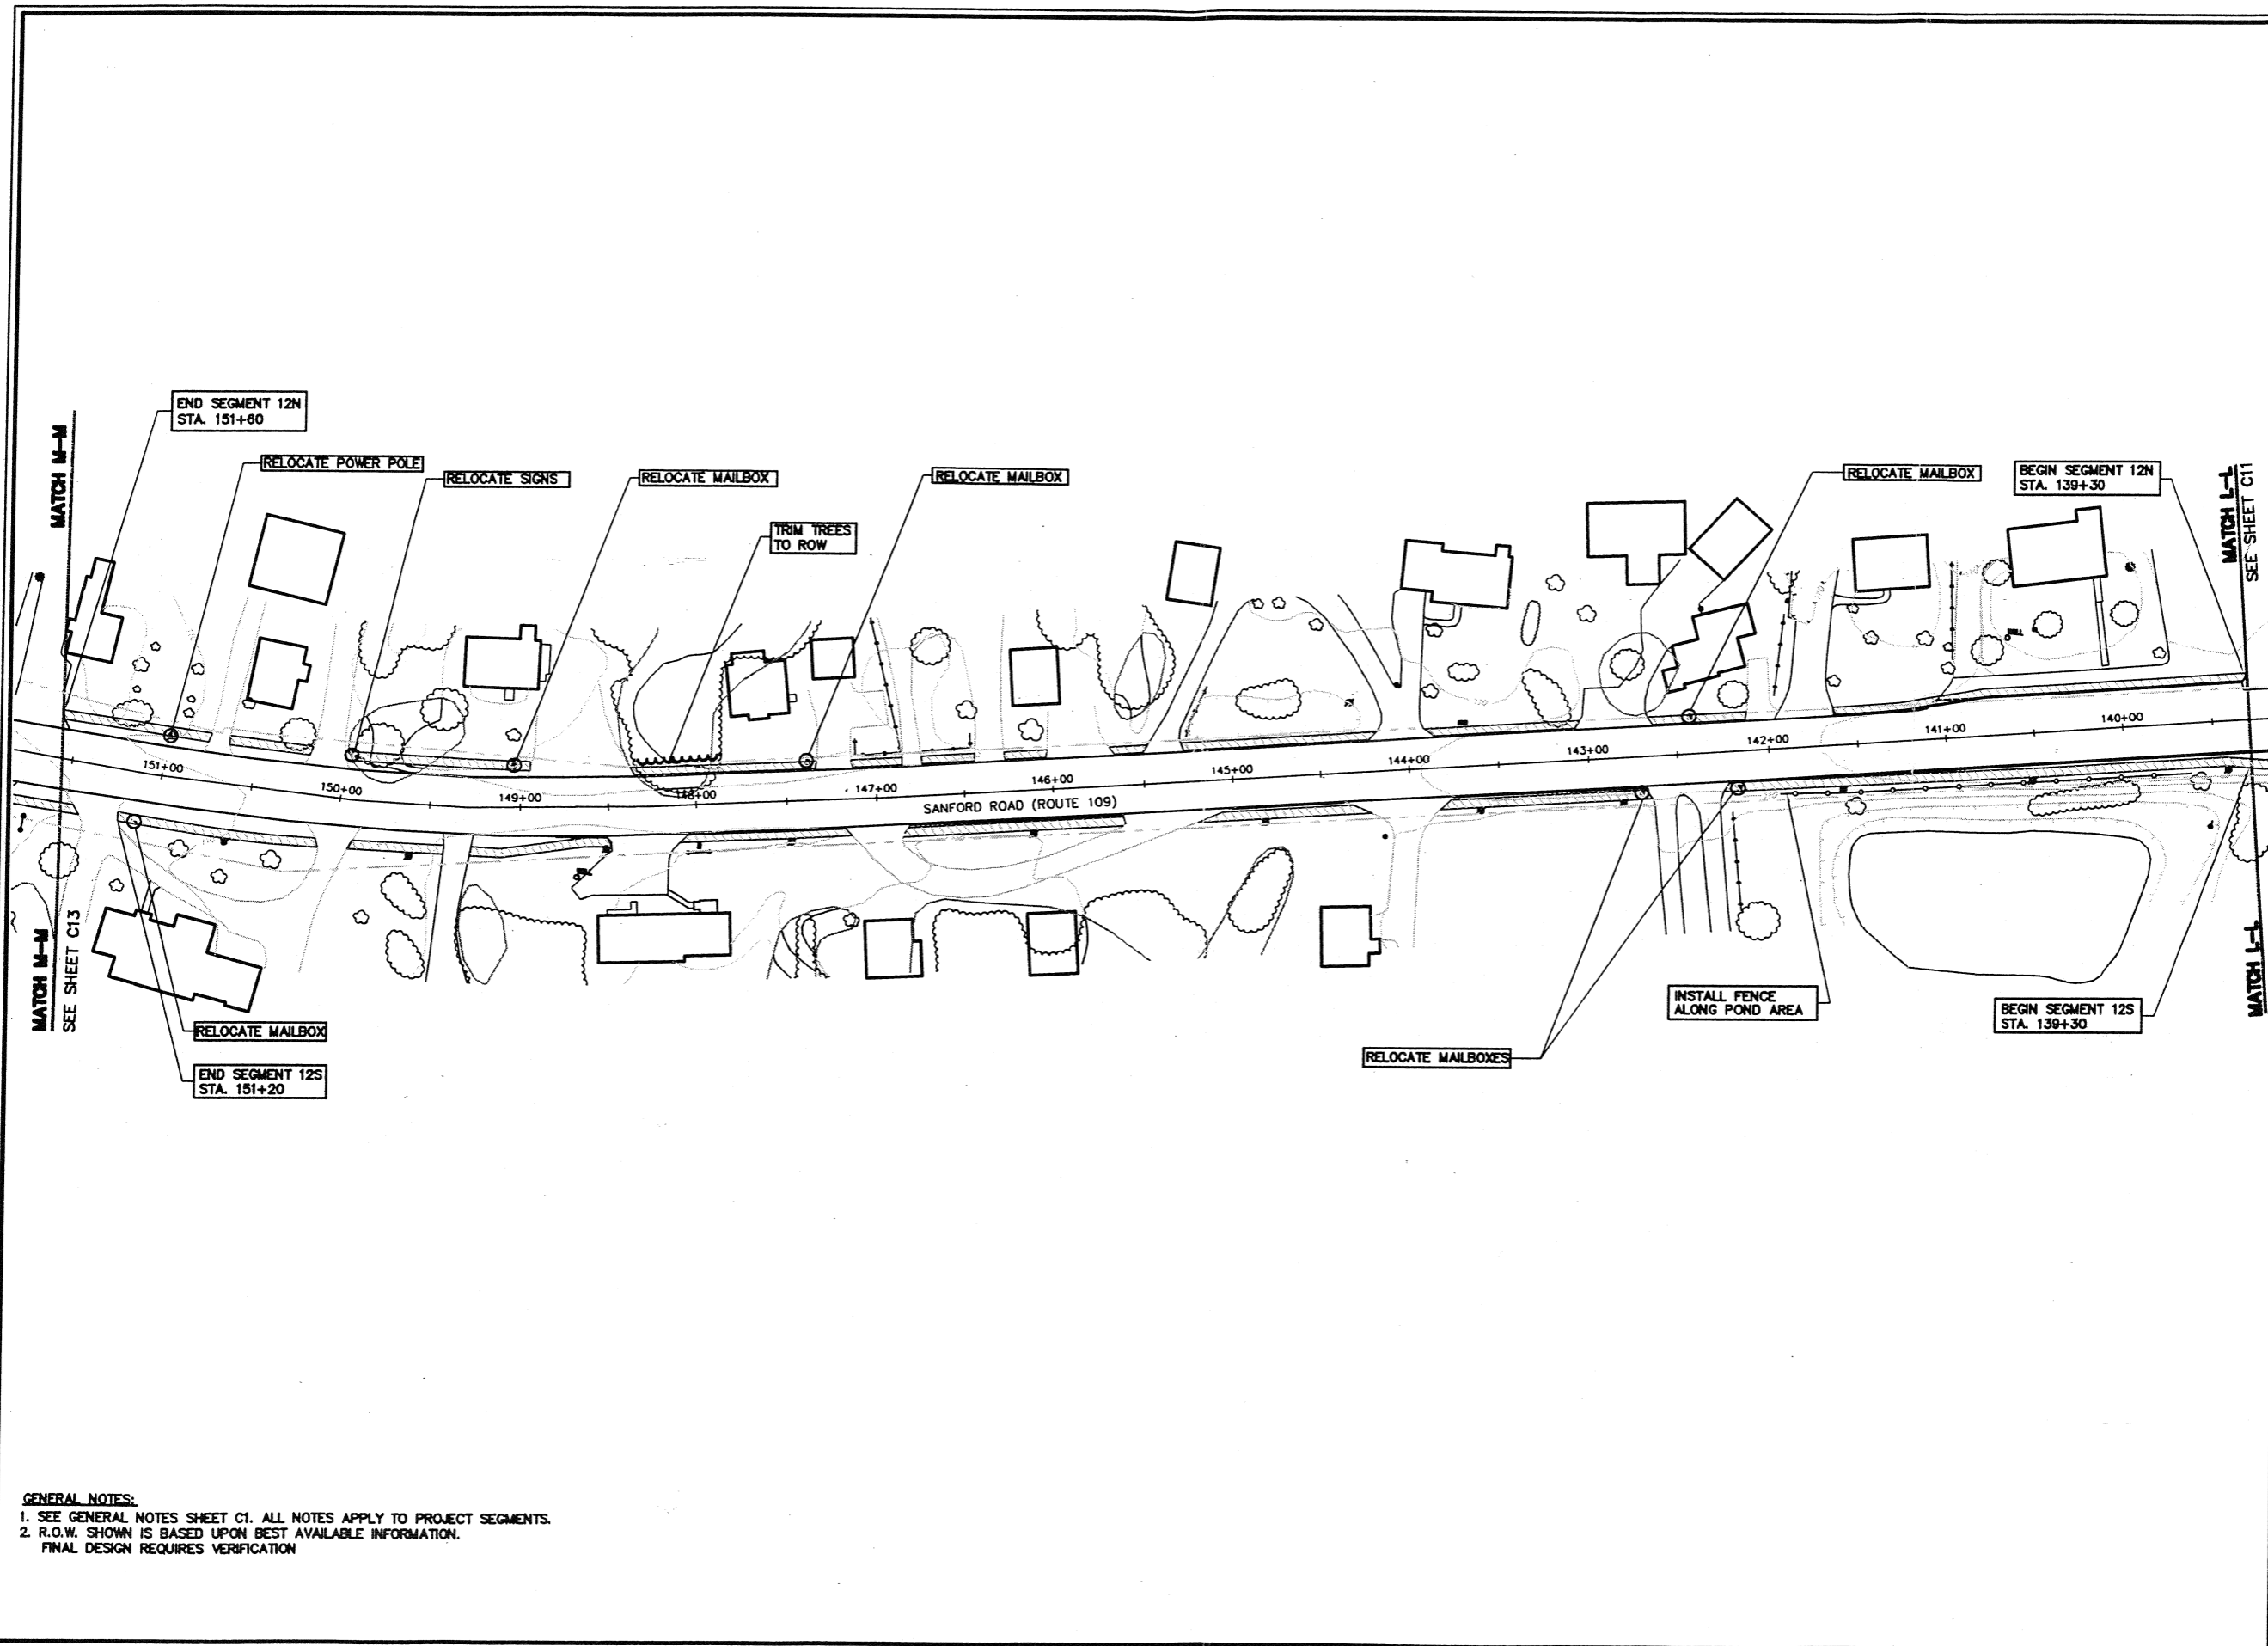 END SEGMENT 12N
STA. 151+60
MATCH M-M
RELOCATE POWER POLE
RELOCATE SIGNS
RELOCATE MAILBOX
TRIM TREES
TO ROW
RELOCATE MAILBOX
RELOCATE MAILBOX
BEGIN SEGMENT 12N
STA. 139+30
MATCH L-L
SEE SHEET C11
151+00
150+00
149+00
148+00
147+00
146+00
145+00
144+00
143+00
142+00
141+00
140+00
SANFORD ROAD (ROUTE 109)
MATCH M-M
SEE SHEET C13
RELOCATE MAILBOX
END SEGMENT 12S
STA. 151+20
RELOCATE MAILBOXES
INSTALL FENCE
ALONG POND AREA
BEGIN SEGMENT 12S
STA. 139+30
MATCH L-L
GENERAL NOTES:
1. SEE GENERAL NOTES SHEET C1. ALL NOTES APPLY TO PROJECT SEGMENTS.
2. R.O.W. SHOWN IS BASED UPON BEST AVAILABLE INFORMATION.
FINAL DESIGN REQUIRES VERIFICATION